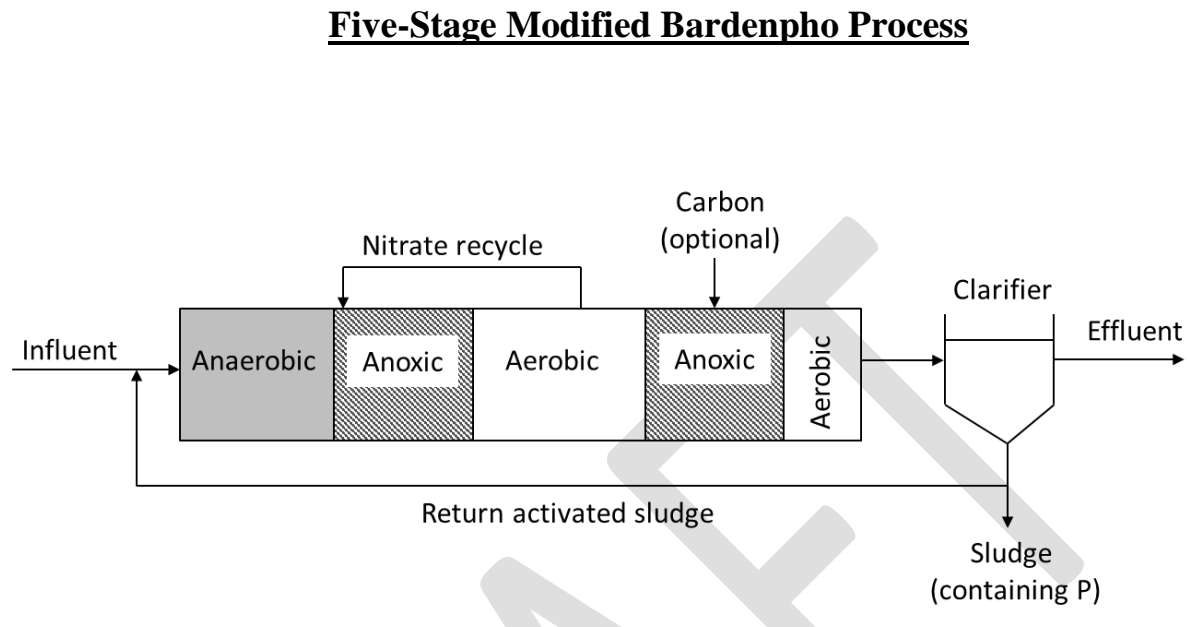 Five-Stage Modified Bardenpho Process
Carbon
(optional)
Nitrate recycle
Clarifier
Influent
Anaerobic
Anoxic
Aerobic
Anoxic
Aerobic
Effluent
Return activated sludge
Sludge
(containing P)